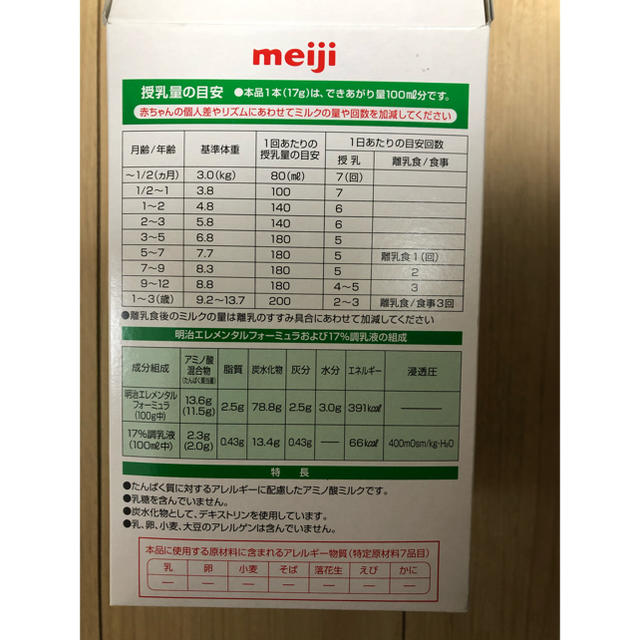 meiji
授乳量の目安 ●本品1本(17g)は、できあがり量100ml分です。
赤ちゃんの個人差やリズムにあわせてミルクの量や回数を加減してください
月齢/年齢 基準体重 1回あたりの授乳量の目安 1日あたりの目安回数
授乳 離乳食/食事
～1/2(ヵ月) 3.0(kg) 80(ml) 7(回)
1/2～1 3.8 100 7
1～2 4.8 140 6
2～3 5.8 140 6
3～5 6.8 180 5
5～7 7.7 180 5 離乳食1(回)
7～9 8.3 180 5 2
9～12 8.8 180 4～5 3
1～3(歳) 9.2～13.7 200 2～3 離乳食/食事3回
●離乳食後のミルクの量は離乳のすすみ具合にあわせて加減してください
明治エレメンタルフォーミュラおよび17%調乳液の組成
成分組成 アミノ酸混合物(たんぱく質当量) 脂質 炭水化物 灰分 水分 エネルギー 浸透圧
明治エレメンタルフォーミュラ(100g中) 13.6g(11.5g) 2.5g 78.8g 2.5g 3.0g 391kcal ―
17%調乳液(100ml中) 2.3g(2.0g) 0.43g 13.4g 0.43g ― 66kcal 400mOsm/kg・H2O
特長
●たんぱく質に対するアレルギーに配慮したアミノ酸ミルクです。
●乳糖を含んでいません。
●炭水化物として、デキストリンを使用しています。
●乳、卵、小麦、大豆のアレルゲンは含んでいません。
本品に使用する原材料に含まれるアレルギー物質(特定原材料7品目)
乳 卵 小麦 そば 落花生 えび かに
― ― ― ― ― ― ―